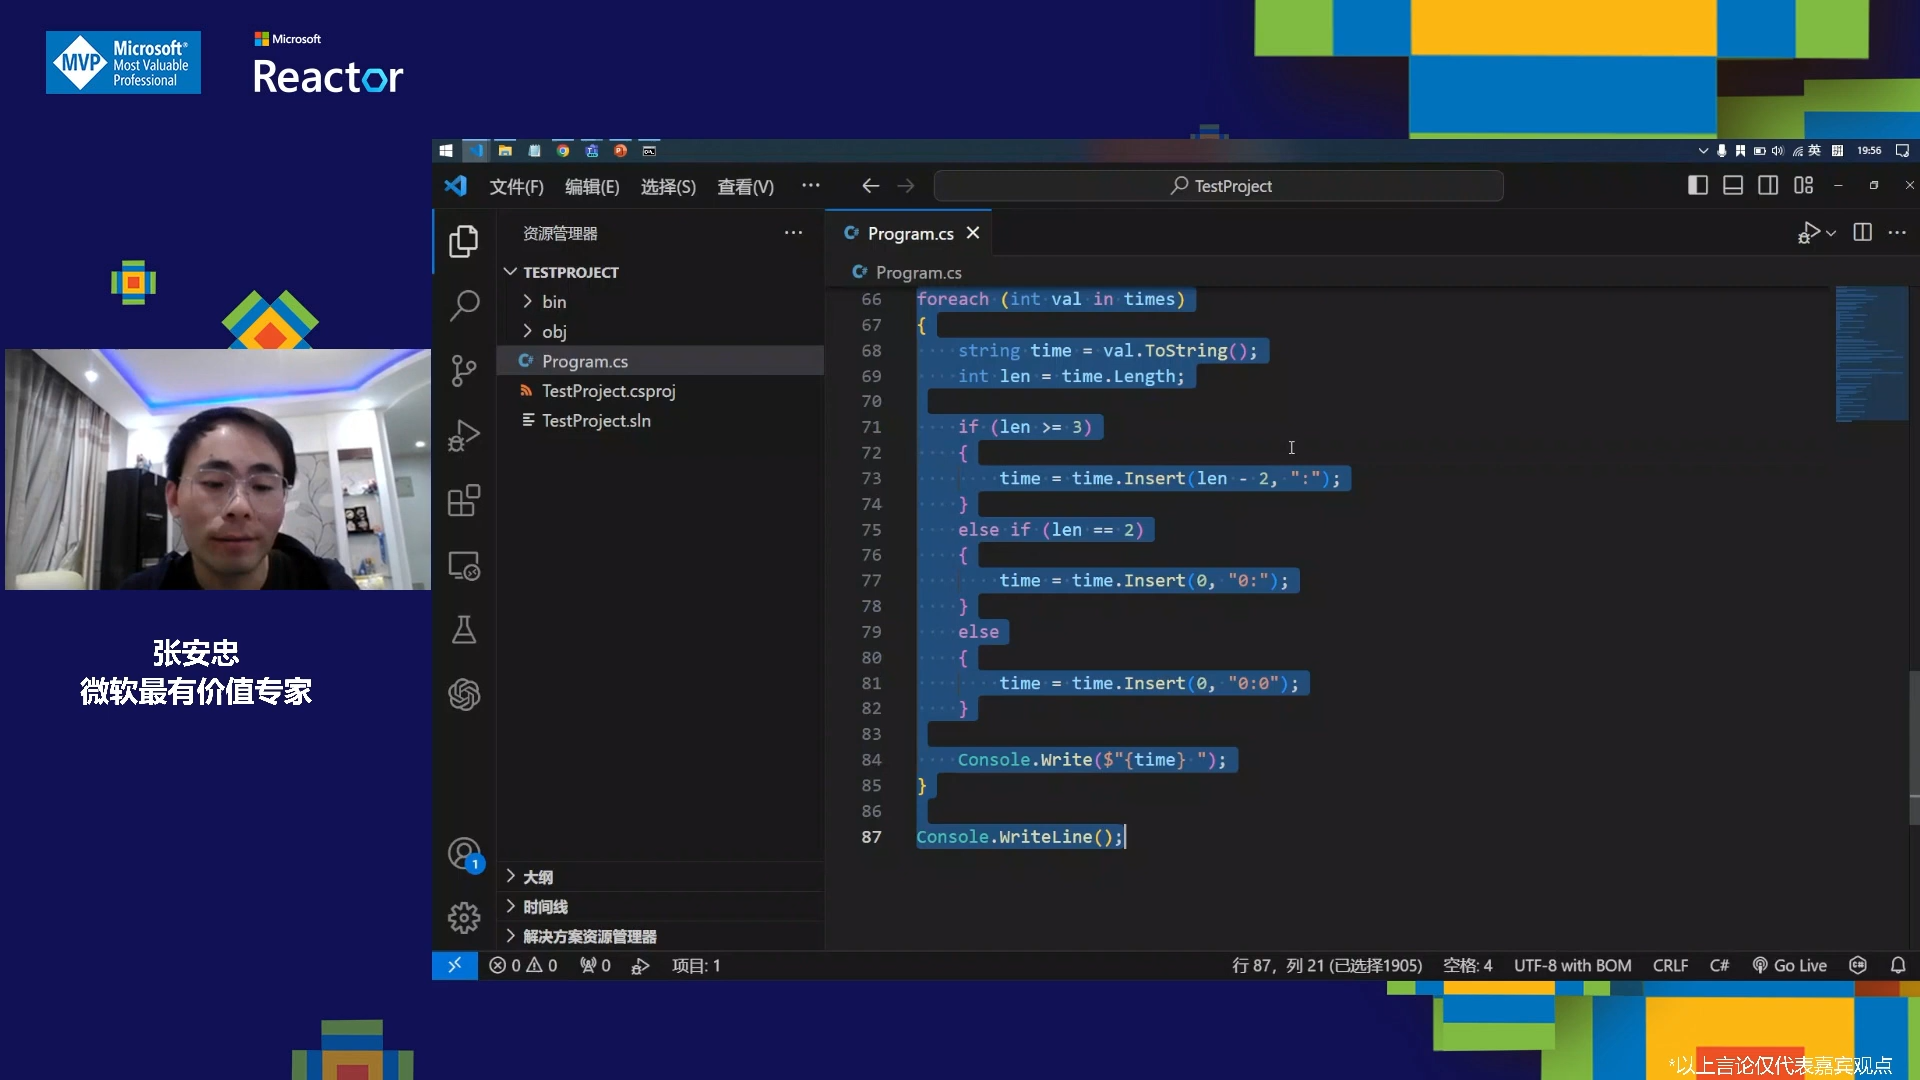 MVP
Microsoft®
Most Valuable
Professional
Microsoft
Reactor
张安忠
微软最有价值专家
英
19:56
文件(F)
编辑(E)
选择(S)
查看(V)
···
TestProject
资源管理器
···
TESTPROJECT
bin
obj
C# Program.cs
TestProject.csproj
TestProject.sln
大纲
时间线
解决方案资源管理器
C# Program.cs
C# Program.cs
66 foreach (int val in times)
67 {
68 string time = val.ToString();
69 int len = time.Length;
70
71 if (len >= 3)
72 {
73 time = time.Insert(len - 2, ":");
74 }
75 else if (len == 2)
76 {
77 time = time.Insert(0, "0:");
78 }
79 else
80 {
81 time = time.Insert(0, "0:0");
82 }
83
84 Console.Write($"{time} ");
85 }
86
87 Console.WriteLine();
1
0 0
0
项目: 1
行 87，列 21 (已选择1905)
空格: 4
UTF-8 with BOM
CRLF
C#
Go Live
*以上言论仅代表嘉宾观点